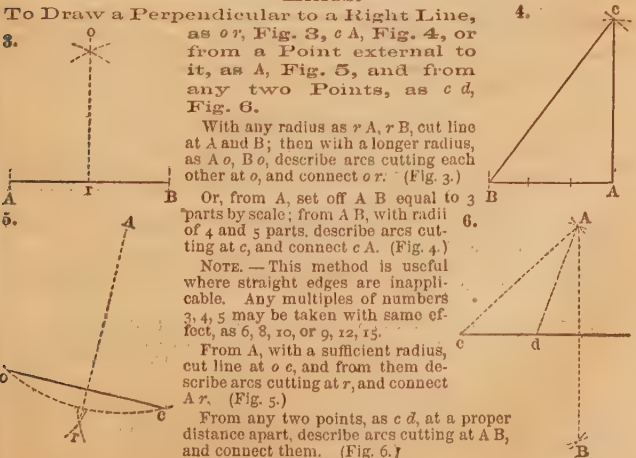 To Draw a Perpendicular to a Right Line,
as o r, Fig. 3, c A, Fig. 4, or
from a Point external to
it, as A, Fig. 5, and from
any two Points, as c d,
Fig. 6.
3.
o
A
r
B
4.
C
B
A
With any radius as r A, r B, cut line
at A and B; then with a longer radius,
as A o, B o, describe arcs cutting each
other at o, and connect o r. (Fig. 3.)
Or, from A, set off A B equal to 3
parts by scale; from A B, with radii
of 4 and 5 parts, describe arcs cut-
ting at c, and connect c A. (Fig. 4.)
NOTE. — This method is useful
where straight edges are inappli-
cable. Any multiples of numbers
3, 4, 5 may be taken with same ef-
fect, as 6, 8, 10, or 9, 12, 15.
From A, with a sufficient radius,
cut line at o c, and from them de-
scribe arcs cutting at r, and connect
A r. (Fig. 5.)
From any two points, as c d, at a proper
distance apart, describe arcs cutting at A B,
and connect them. (Fig. 6.)
5.
A
o
c
r
6.
A
c
d
B